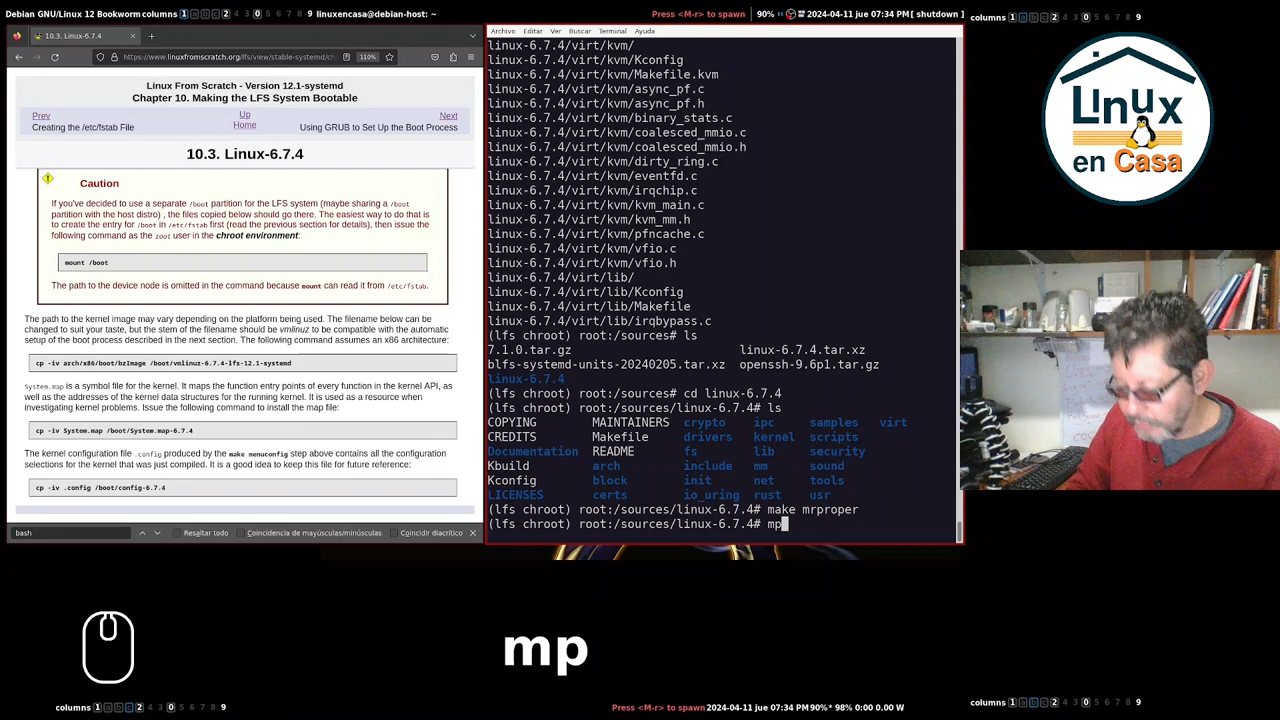 Debian GNU/Linux 12 Bookworm columns 1 a b c 2 4 3 0 5 6 7 8 9 linuxencasa@debian-host: ~
Press <M-r> to spawn 90% 2024-04-11 jue 07:34 PM [ shutdown ]
columns 9
10.3. Linux-6.7.4
https://www.linuxfromscratch.org/lfs/view/stable-systemd/ch 110%
Linux From Scratch - Version 12.1-systemd
Chapter 10. Making the LFS System Bootable
Prev Up Next
Creating the /etc/fstab File Home Using GRUB to Set Up the Boot Process
10.3. Linux-6.7.4
Caution
If you've decided to use a separate /boot partition for the LFS system (maybe sharing a /boot
partition with the host distro) , the files copied below should go there. The easiest way to do that is
to create the entry for /boot in /etc/fstab first (read the previous section for details), then issue the
following command as the root user in the chroot environment:
mount /boot
The path to the device node is omitted in the command because mount can read it from /etc/fstab.
The path to the kernel image may vary depending on the platform being used. The filename below can be
changed to suit your taste, but the stem of the filename should be vmlinuz to be compatible with the automatic
setup of the boot process described in the next section. The following command assumes an x86 architecture:
cp -iv arch/x86/boot/bzImage /boot/vmlinuz-6.7.4-lfs-12.1-systemd
System.map is a symbol file for the kernel. It maps the function entry points of every function in the kernel API, as
well as the addresses of the kernel data structures for the running kernel. It is used as a resource when
investigating kernel problems. Issue the following command to install the map file:
cp -iv System.map /boot/System.map-6.7.4
The kernel configuration file .config produced by the make menuconfig step above contains all the configuration
selections for the kernel that was just compiled. It is a good idea to keep this file for future reference:
cp -iv .config /boot/config-6.7.4
bash Resaltar todo Coincidencia de mayúsculas/minúsculas Coincidir diacrítico
Archivo Editar Ver Buscar Terminal Ayuda
linux-6.7.4/virt/kvm/
linux-6.7.4/virt/kvm/Kconfig
linux-6.7.4/virt/kvm/Makefile.kvm
linux-6.7.4/virt/kvm/async_pf.c
linux-6.7.4/virt/kvm/async_pf.h
linux-6.7.4/virt/kvm/binary_stats.c
linux-6.7.4/virt/kvm/coalesced_mmio.c
linux-6.7.4/virt/kvm/coalesced_mmio.h
linux-6.7.4/virt/kvm/dirty_ring.c
linux-6.7.4/virt/kvm/eventfd.c
linux-6.7.4/virt/kvm/irqchip.c
linux-6.7.4/virt/kvm/kvm_main.c
linux-6.7.4/virt/kvm/kvm_mm.h
linux-6.7.4/virt/kvm/pfncache.c
linux-6.7.4/virt/kvm/vfio.c
linux-6.7.4/virt/kvm/vfio.h
linux-6.7.4/virt/lib/
linux-6.7.4/virt/lib/Kconfig
linux-6.7.4/virt/lib/Makefile
linux-6.7.4/virt/lib/irqbypass.c
(lfs chroot) root:/sources# ls
7.1.0.tar.gz linux-6.7.4.tar.xz
blfs-systemd-units-20240205.tar.xz openssh-9.6p1.tar.gz
linux-6.7.4
(lfs chroot) root:/sources# cd linux-6.7.4
(lfs chroot) root:/sources/linux-6.7.4# ls
COPYING MAINTAINERS crypto ipc samples virt
CREDITS Makefile drivers kernel scripts
Documentation README fs lib security
Kbuild arch include mm sound
Kconfig block init net tools
LICENSES certs io_uring rust usr
(lfs chroot) root:/sources/linux-6.7.4# make mrproper
(lfs chroot) root:/sources/linux-6.7.4# mp
Linux
en Casa
mp
columns 1 a b c 2 4 3 0 5 6 7 8 9
Press <M-r> to spawn 2024-04-11 jue 07:34 PM 90%* 98% 0:00 0.00 W
columns 1 a b c 2 4 3 0 5 6 7 8 9